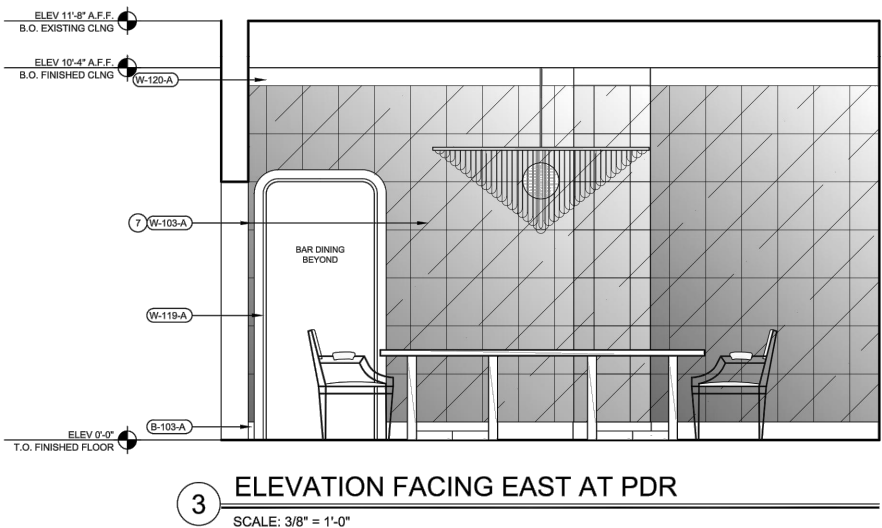 ELEV 11'-8" A.F.F.
B.O. EXISTING CLNG
ELEV 10'-4" A.F.F.
B.O. FINISHED CLNG
W-120-A
7 W-103-A
BAR DINING
BEYOND
W-119-A
B-103-A
ELEV 0'-0"
T.O. FINISHED FLOOR
3 ELEVATION FACING EAST AT PDR
SCALE: 3/8" = 1'-0"